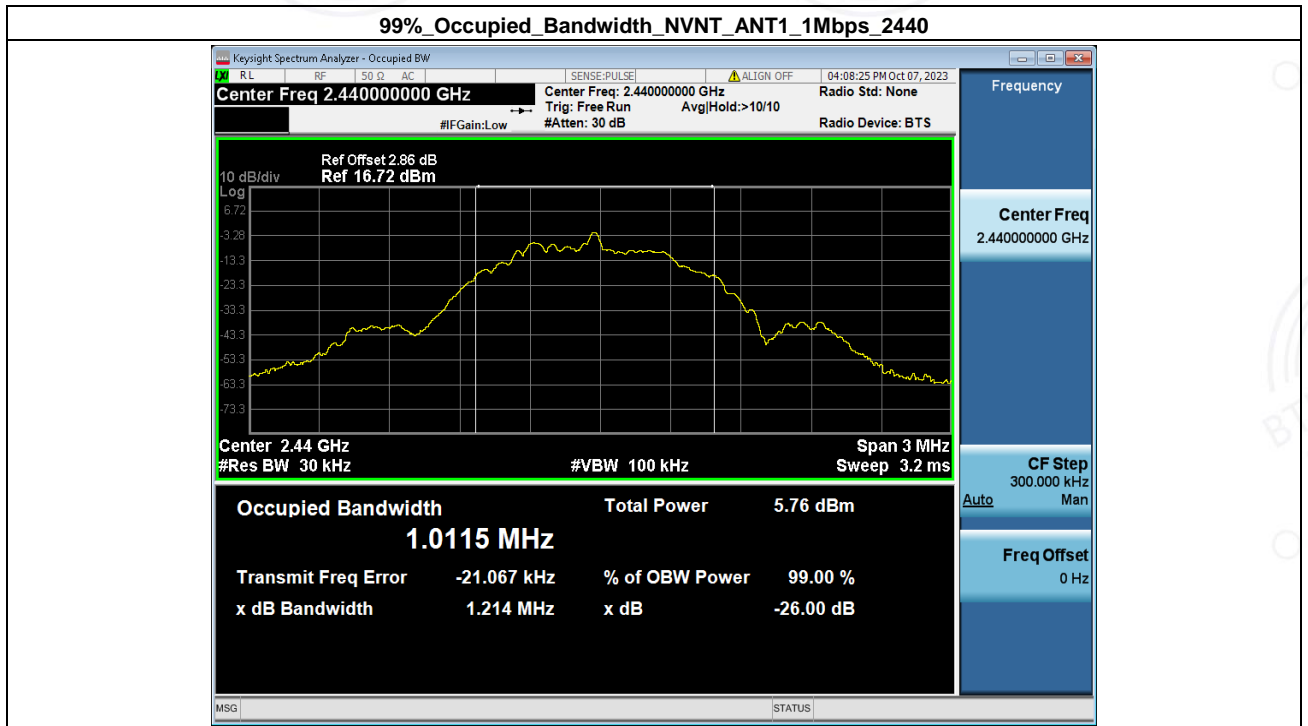 99%_Occupied_Bandwidth_NVNT_ANT1_1Mbps_2440
Keysight Spectrum Analyzer - Occupied BW
LXI RL RF 50 Ω AC SENSE:PULSE ALIGN OFF 04:08:25 PM Oct 07, 2023
Center Freq 2.440000000 GHz
Center Freq: 2.440000000 GHz
Radio Std: None
Trig: Free Run Avg|Hold:>10/10
#IFGain:Low #Atten: 30 dB Radio Device: BTS
Ref Offset 2.86 dB
10 dB/div Ref 16.72 dBm
Log
6.72
-3.28
-13.3
-23.3
-33.3
-43.3
-53.3
-63.3
-73.3
Center 2.44 GHz Span 3 MHz
#Res BW 30 kHz #VBW 100 kHz Sweep 3.2 ms
Occupied Bandwidth Total Power 5.76 dBm
1.0115 MHz
Transmit Freq Error -21.067 kHz % of OBW Power 99.00 %
x dB Bandwidth 1.214 MHz x dB -26.00 dB
MSG STATUS
Frequency
Center Freq
2.440000000 GHz
CF Step
300.000 kHz
Auto Man
Freq Offset
0 Hz